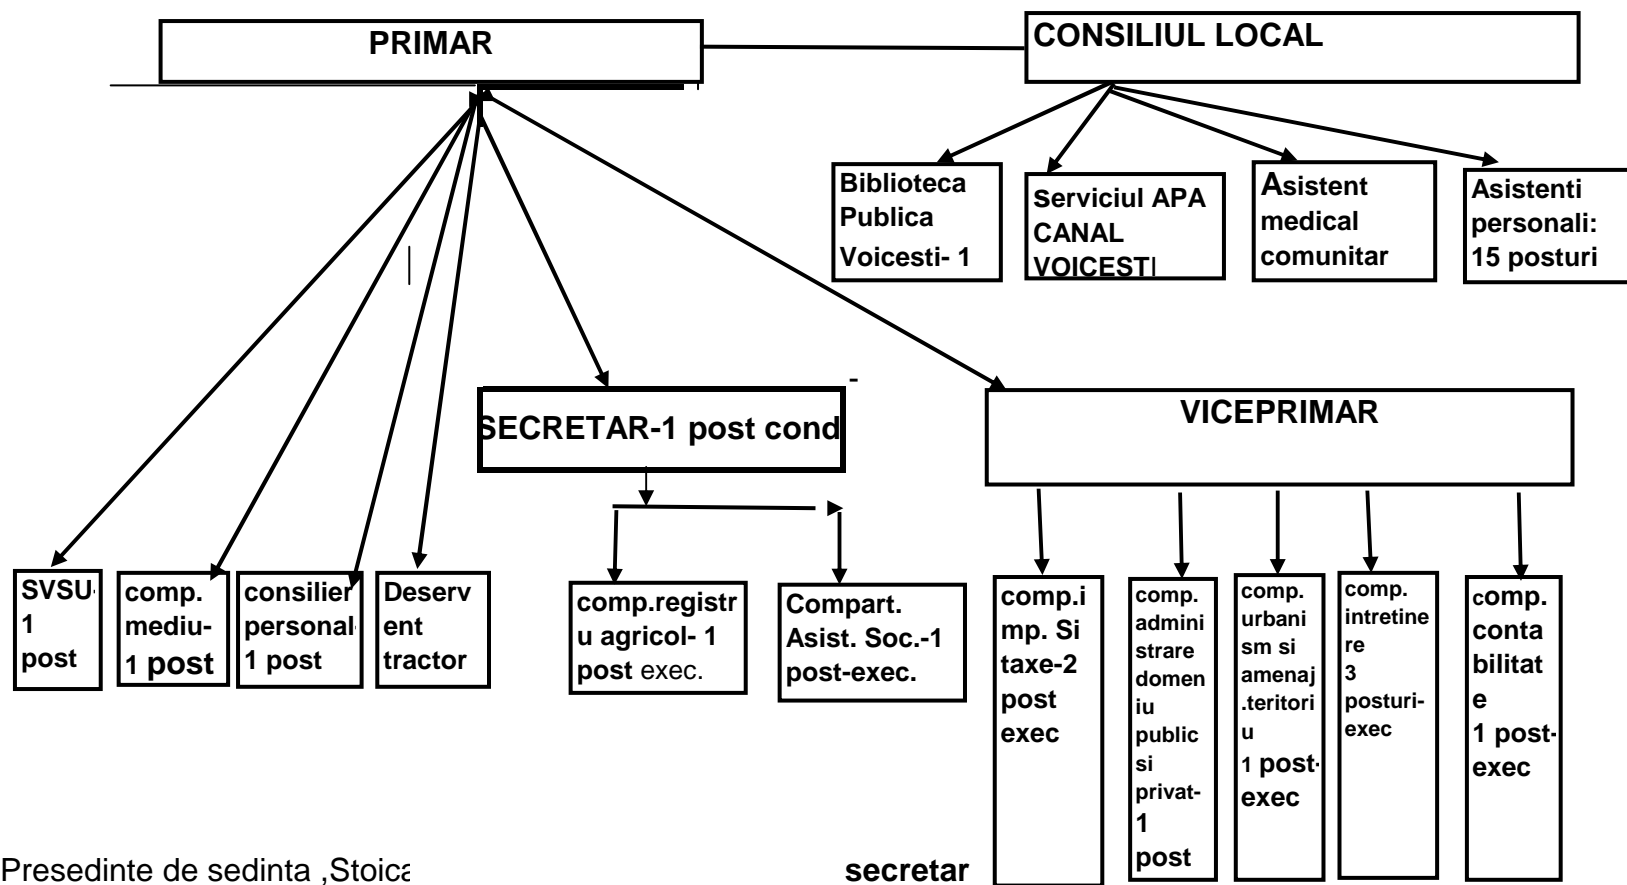 PRIMAR
CONSILIUL LOCAL
Biblioteca
Publica
Voicesti- 1
serviciul APA
CANAL
VOICESTI
Asistent
medical
comunitar
Asistenti
personali:
15 posturi
SECRETAR-1 post cond
VICEPRIMAR
SVSU-
1
post
comp.
mediu-
1 post
consilier
personal-
1 post
Deserv
ent
tractor
comp.registr
u agricol- 1
post exec.
Compart.
Asist. Soc.-1
post-exec.
comp.i
mp. Si
taxe-2
post
exec
comp.
admini
strare
domen
iu
public
si
privat-
1
post
comp.
urbani
sm si
amenaj
.teritori
u
1 post-
exec
comp.
intretine
re
3
posturi-
exec
comp.
conta
bilitat
e
1 post-
exec
Presedinte de sedinta ,Stoica
secretar